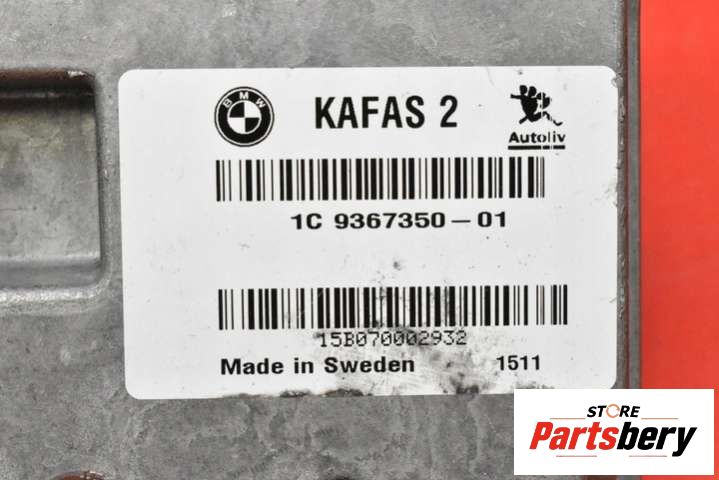 BMW
KAFAS 2
Autoliv
1C 9367350-01
15B070002932
Made in Sweden 1511
STORE
Partsbery